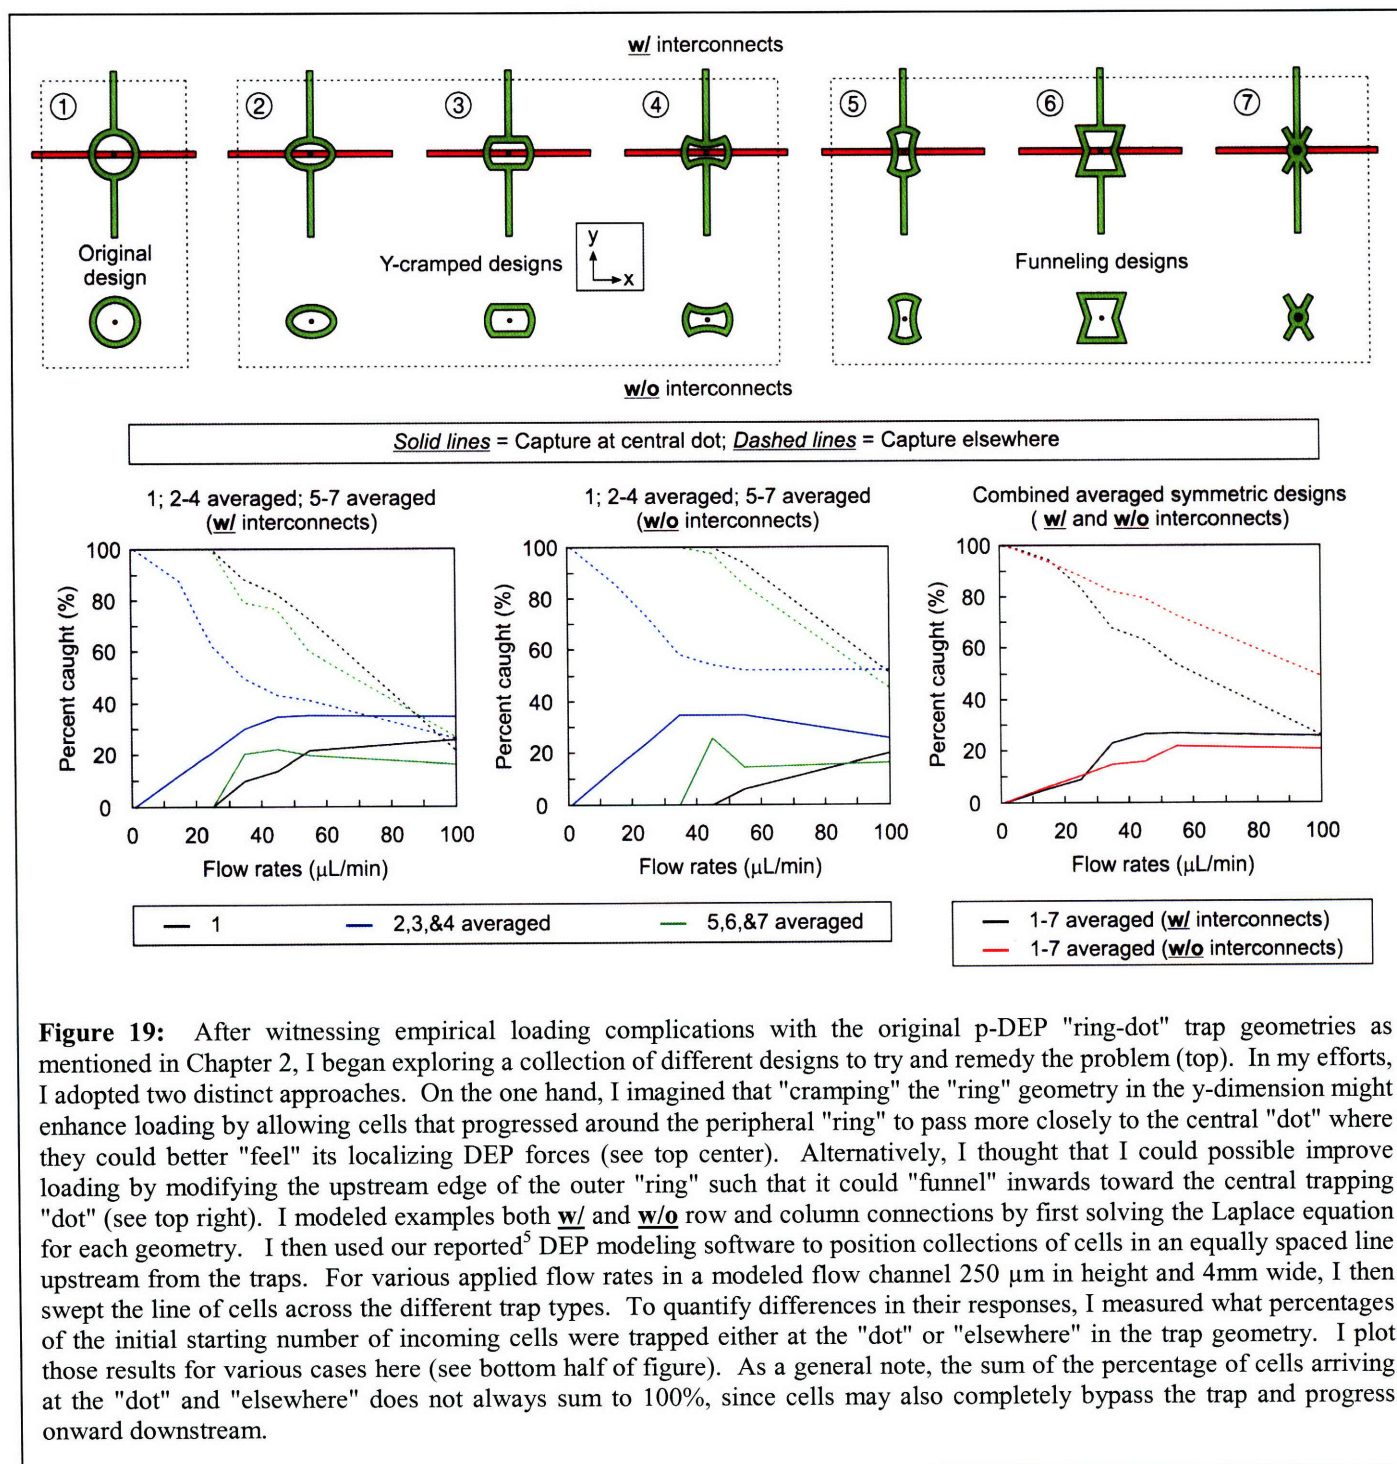 w/ interconnects
① ② ③ ④ ⑤ ⑥ ⑦
Original
design
Y-cramped designs
y
x
Funneling designs
w/o interconnects
Solid lines = Capture at central dot; Dashed lines = Capture elsewhere
1; 2-4 averaged; 5-7 averaged
(w/ interconnects)
100
80
60
40
20
0
Percent caught (%)
0 20 40 60 80 100
Flow rates (µL/min)
1; 2-4 averaged; 5-7 averaged
(w/o interconnects)
100
80
60
40
20
0
Percent caught (%)
0 20 40 60 80 100
Flow rates (µL/min)
Combined averaged symmetric designs
( w/ and w/o interconnects)
100
80
60
40
20
0
Percent caught (%)
0 20 40 60 80 100
Flow rates (µL/min)
1 2,3,&4 averaged 5,6,&7 averaged
1-7 averaged (w/ interconnects)
1-7 averaged (w/o interconnects)
Figure 19: After witnessing empirical loading complications with the original p-DEP "ring-dot" trap geometries as
mentioned in Chapter 2, I began exploring a collection of different designs to try and remedy the problem (top). In my efforts,
I adopted two distinct approaches. On the one hand, I imagined that "cramping" the "ring" geometry in the y-dimension might
enhance loading by allowing cells that progressed around the peripheral "ring" to pass more closely to the central "dot" where
they could better "feel" its localizing DEP forces (see top center). Alternatively, I thought that I could possible improve
loading by modifying the upstream edge of the outer "ring" such that it could "funnel" inwards toward the central trapping
"dot" (see top right). I modeled examples both w/ and w/o row and column connections by first solving the Laplace equation
for each geometry. I then used our reported⁵ DEP modeling software to position collections of cells in an equally spaced line
upstream from the traps. For various applied flow rates in a modeled flow channel 250 µm in height and 4mm wide, I then
swept the line of cells across the different trap types. To quantify differences in their responses, I measured what percentages
of the initial starting number of incoming cells were trapped either at the "dot" or "elsewhere" in the trap geometry. I plot
those results for various cases here (see bottom half of figure). As a general note, the sum of the percentage of cells arriving
at the "dot" and "elsewhere" does not always sum to 100%, since cells may also completely bypass the trap and progress
onward downstream.